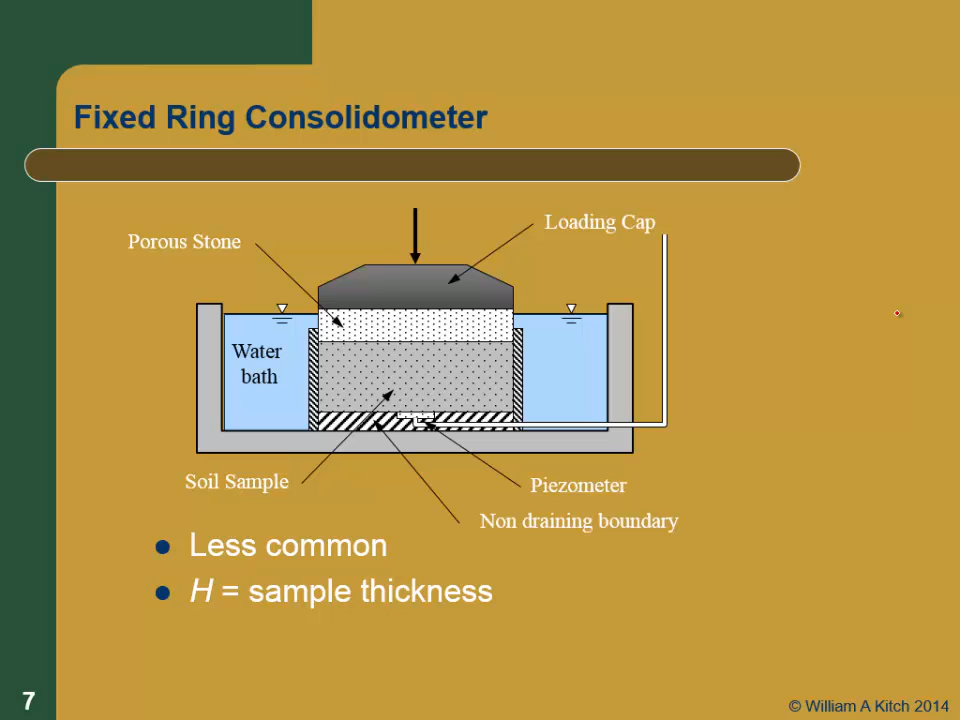 Fixed Ring Consolidometer
Loading Cap
Porous Stone
Water
bath
Soil Sample
Piezometer
Non draining boundary
Less common
H = sample thickness
7
© William A Kitch 2014